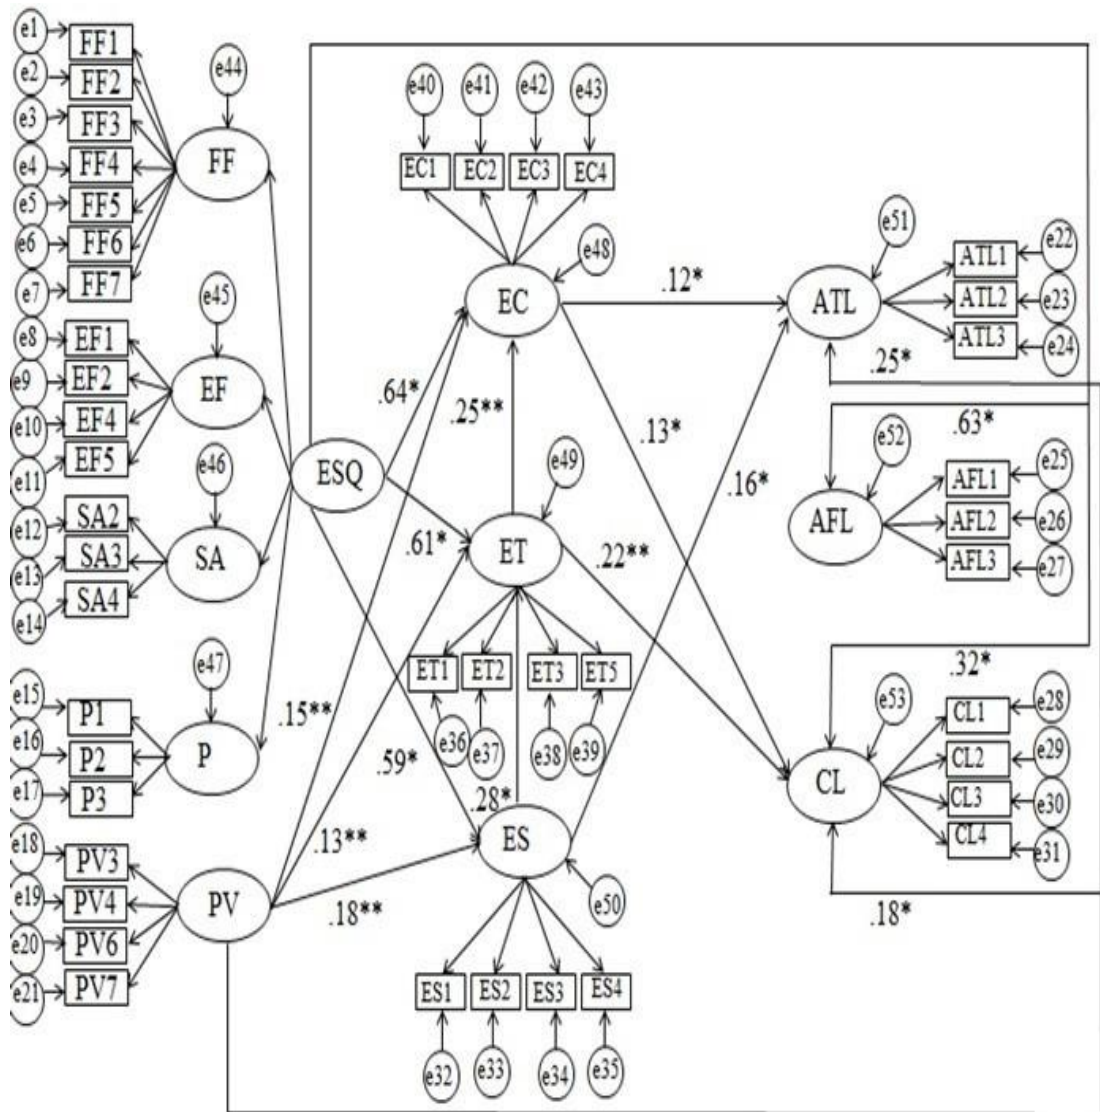 e1
FF1
e2
FF2
e3
FF3
e4
FF4
e5
FF5
e6
FF6
e7
FF7
e44
FF
e8
EF1
e9
EF2
e10
EF4
e11
EF5
e45
EF
e12
SA2
e13
SA3
e14
SA4
e46
SA
e15
P1
e16
P2
e17
P3
e47
P
e18
PV3
e19
PV4
e20
PV6
e21
PV7
PV
ESQ
e40
e41
e42
e43
EC1
EC2
EC3
EC4
e48
EC
.64*
.25**
e49
ET
.61*
ET1
ET2
ET3
ET5
e36
e37
e38
e39
.15**
.59*
.28*
.13**
.18**
ES
e50
ES1
ES2
ES3
ES4
e32
e33
e34
e35
.12*
.13*
.16*
.22**
e51
ATL
ATL1
e22
ATL2
e23
ATL3
e24
.25*
.63*
e52
AFL
AFL1
e25
AFL2
e26
AFL3
e27
.32*
e53
CL
CL1
e28
CL2
e29
CL3
e30
CL4
e31
.18*